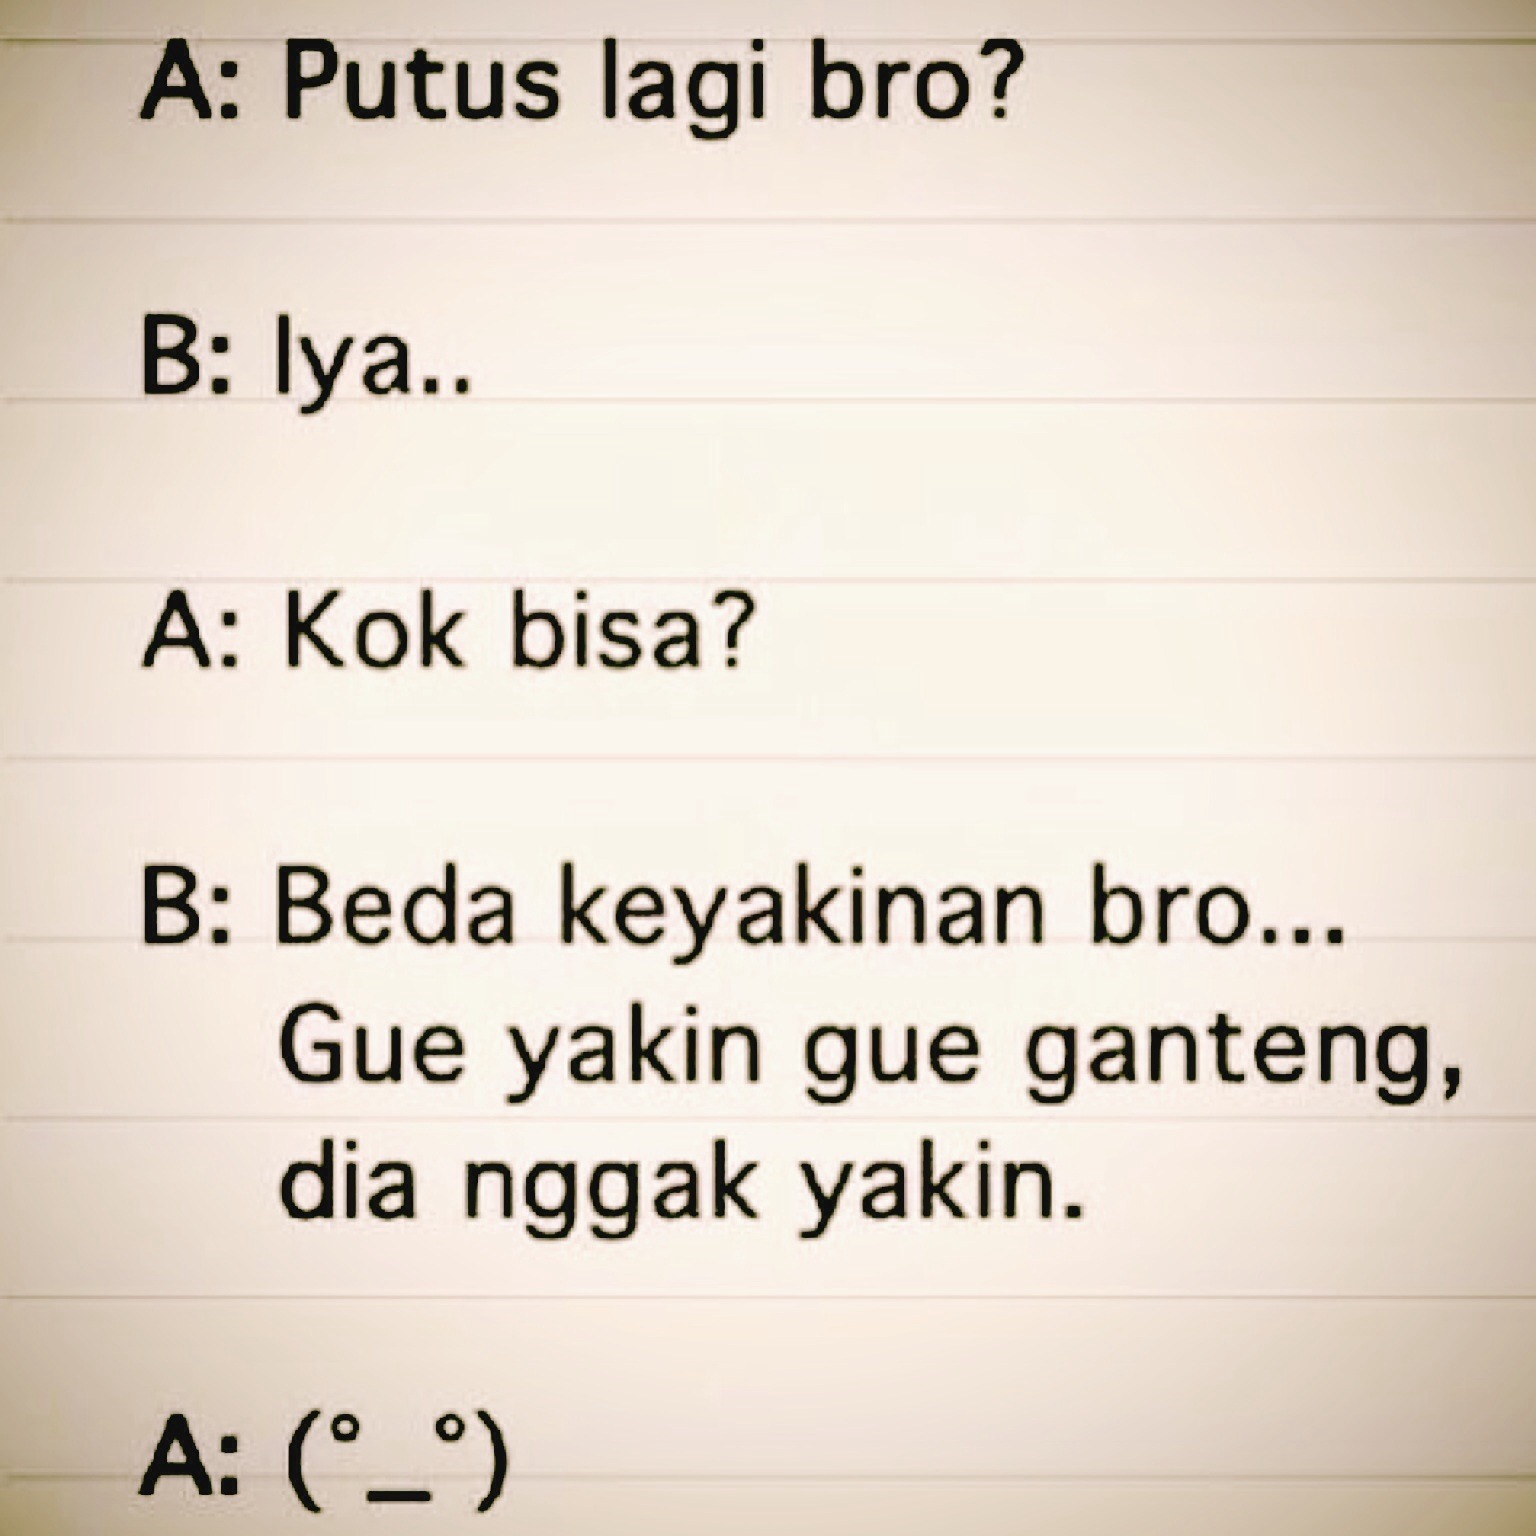 A: Putus lagi bro?
B: Iya..
A: Kok bisa?
B: Beda keyakinan bro...
Gue yakin gue ganteng,
dia nggak yakin.
A: (°_°)